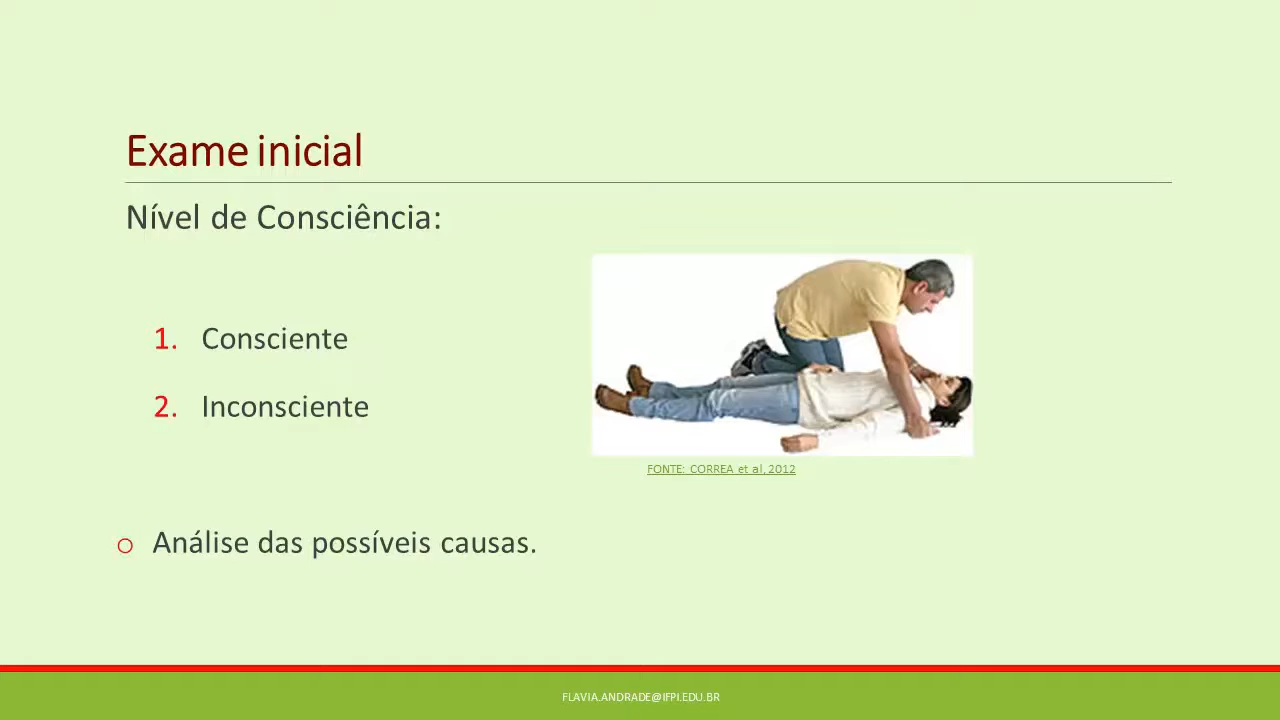 Exame inicial
Nível de Consciência:
1. Consciente
2. Inconsciente
FONTE: CORREA et al, 2012
o Análise das possíveis causas.
FLAVIA.ANDRADE@IFPI.EDU.BR